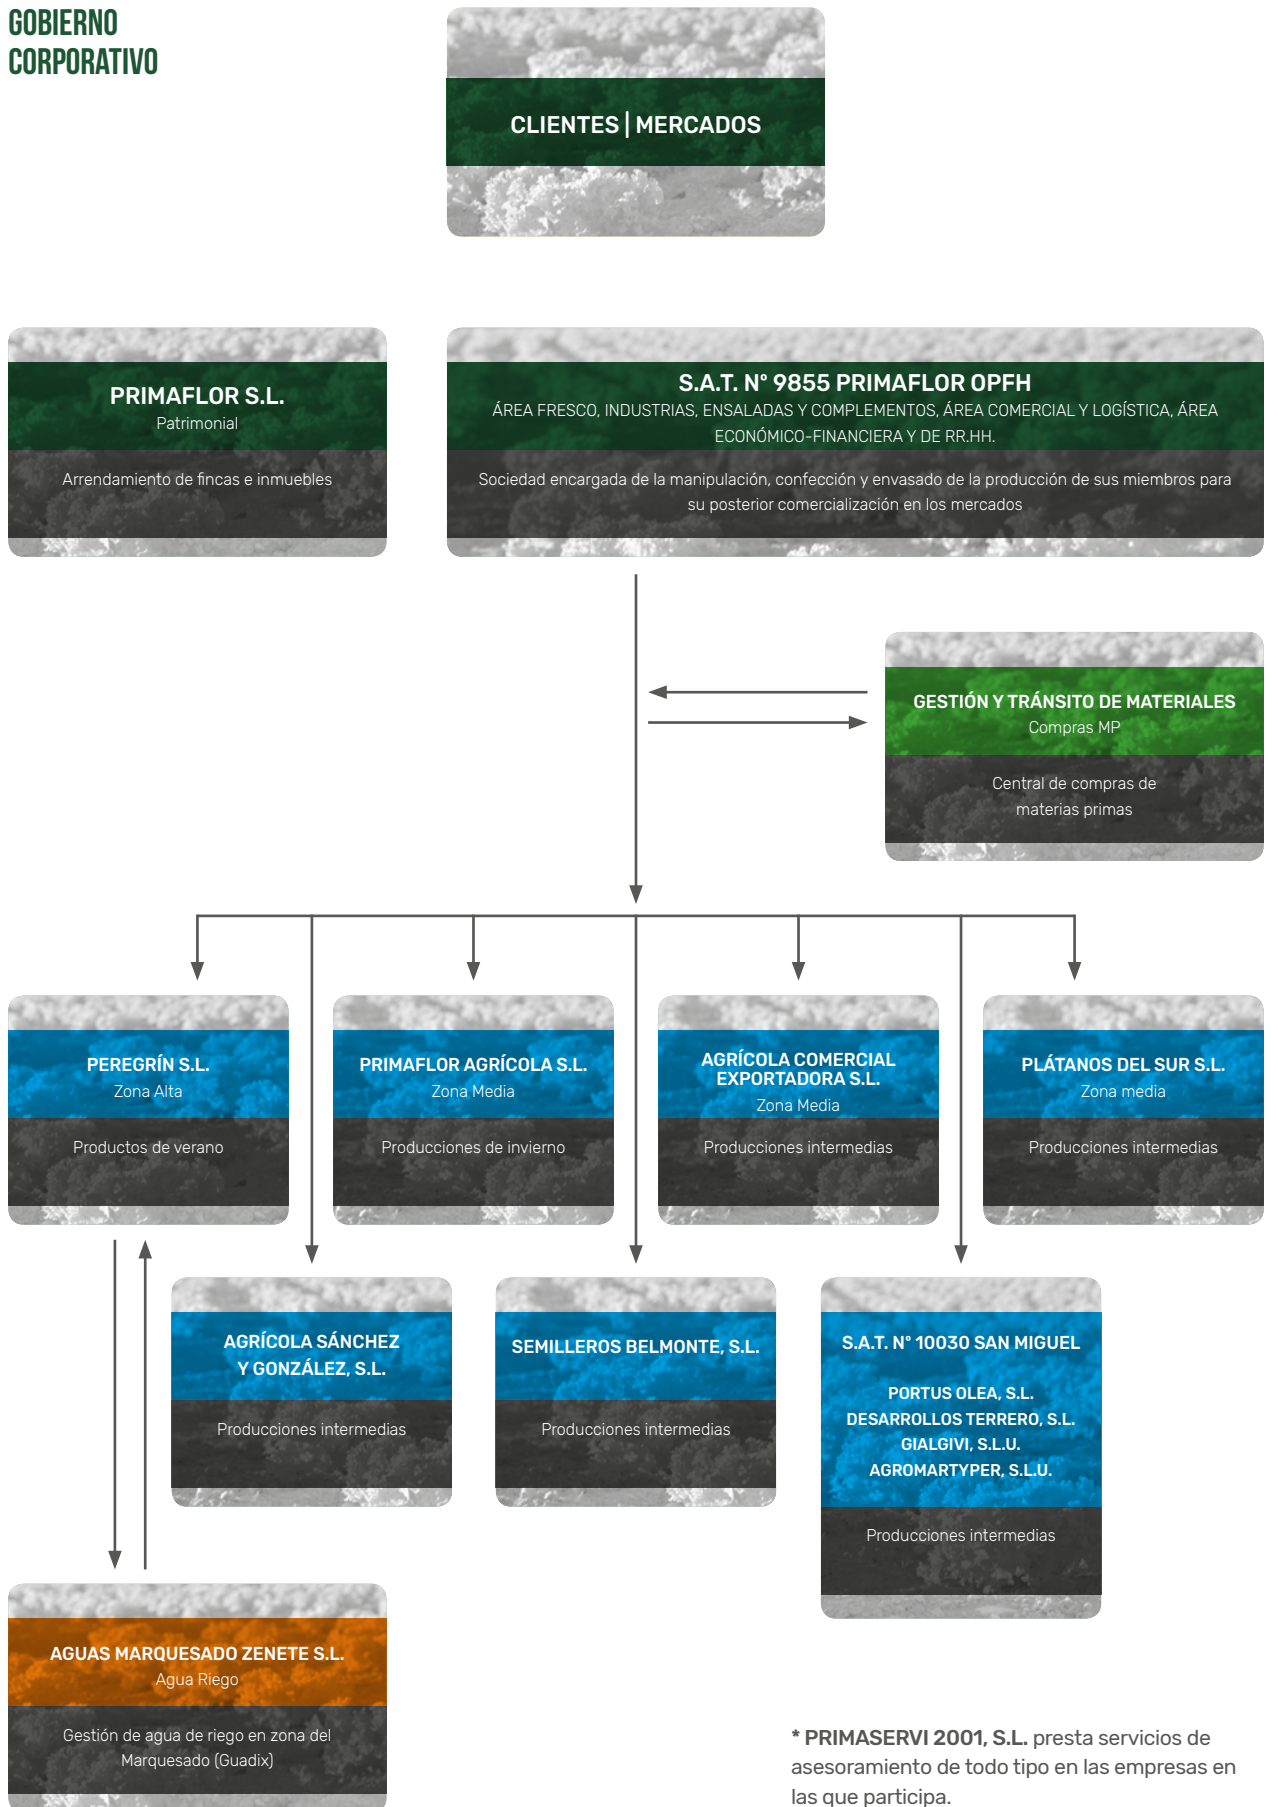 GOBIERNO
CORPORATIVO
CLIENTES | MERCADOS
PRIMAFLOR S.L.
Patrimonial
Arrendamiento de fincas e inmuebles
S.A.T. Nº 9855 PRIMAFLOR OPFH
ÁREA FRESCO, INDUSTRIAS, ENSALADAS Y COMPLEMENTOS, ÁREA COMERCIAL Y LOGÍSTICA, ÁREA
ECONÓMICO-FINANCIERA Y DE RR.HH.
Sociedad encargada de la manipulación, confección y envasado de la producción de sus miembros para
su posterior comercialización en los mercados
GESTIÓN Y TRÁNSITO DE MATERIALES
Compras MP
Central de compras de
materias primas
PEREGRÍN S.L.
Zona Alta
Productos de verano
PRIMAFLOR AGRÍCOLA S.L.
Zona Media
Producciones de invierno
AGRÍCOLA COMERCIAL
EXPORTADORA S.L.
Zona Media
Producciones intermedias
PLÁTANOS DEL SUR S.L.
Zona media
Producciones intermedias
AGRÍCOLA SÁNCHEZ
Y GONZÁLEZ, S.L.
Producciones intermedias
SEMILLEROS BELMONTE, S.L.
Producciones intermedias
S.A.T. Nº 10030 SAN MIGUEL
PORTUS OLEA, S.L.
DESARROLLOS TERRERO, S.L.
GIALGIVI, S.L.U.
AGROMARTYPER, S.L.U.
Producciones intermedias
AGUAS MARQUESADO ZENETE S.L.
Agua Riego
Gestión de agua de riego en zona del
Marquesado (Guadix)
* PRIMASERVI 2001, S.L. presta servicios de
asesoramiento de todo tipo en las empresas en
las que participa.